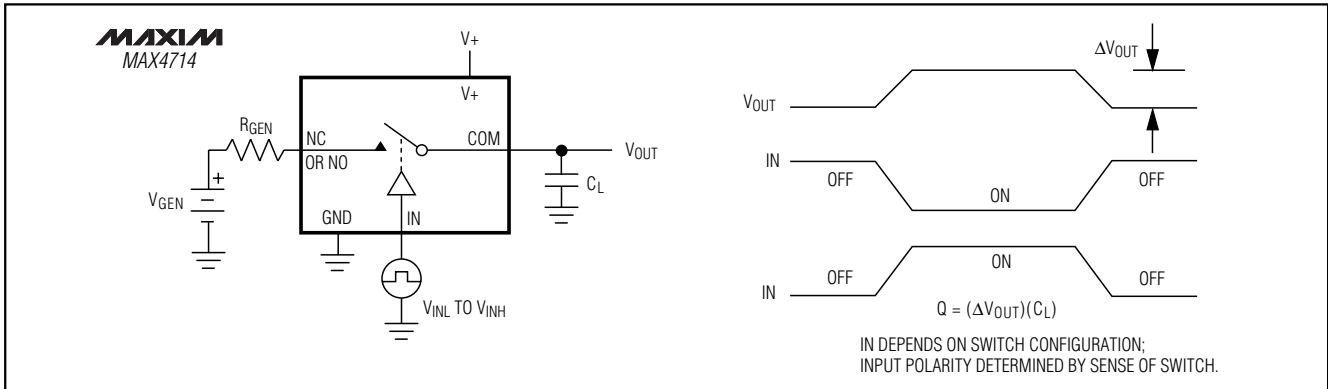 MAXIM
MAX4714
V+
V+
RGEN
NC
OR NO
COM
VOUT
CL
+
VGEN
GND
IN
VINL TO VINH
ΔVOUT
VOUT
IN
OFF
ON
OFF
IN
OFF
ON
OFF
Q = (ΔVOUT)(CL)
IN DEPENDS ON SWITCH CONFIGURATION;
INPUT POLARITY DETERMINED BY SENSE OF SWITCH.